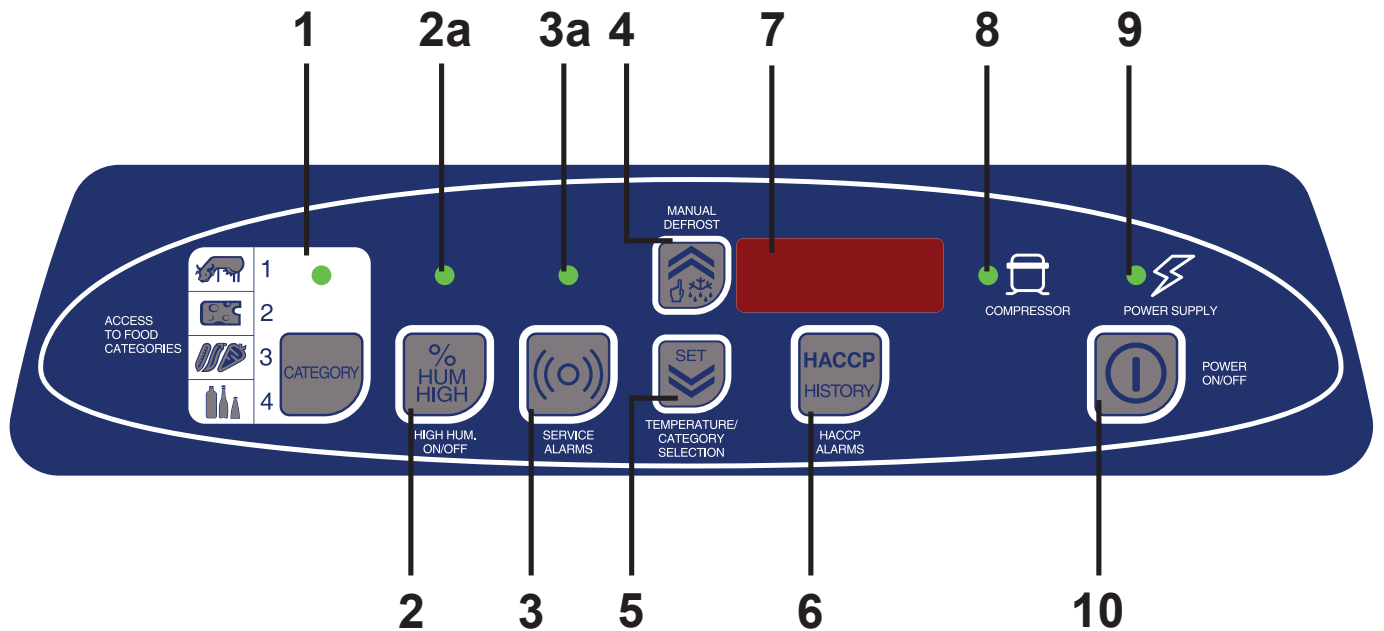 1
2a
3a
4
7
8
9
MANUAL
DEFROST
ACCESS
TO FOOD
CATEGORIES
1
2
3
4
CATEGORY
%
HUM
HIGH
HIGH HUM.
ON/OFF
SERVICE
ALARMS
SET
TEMPERATURE/
CATEGORY
SELECTION
HACCP
HISTORY
HACCP
ALARMS
COMPRESSOR
POWER SUPPLY
POWER
ON/OFF
2
3
5
6
10